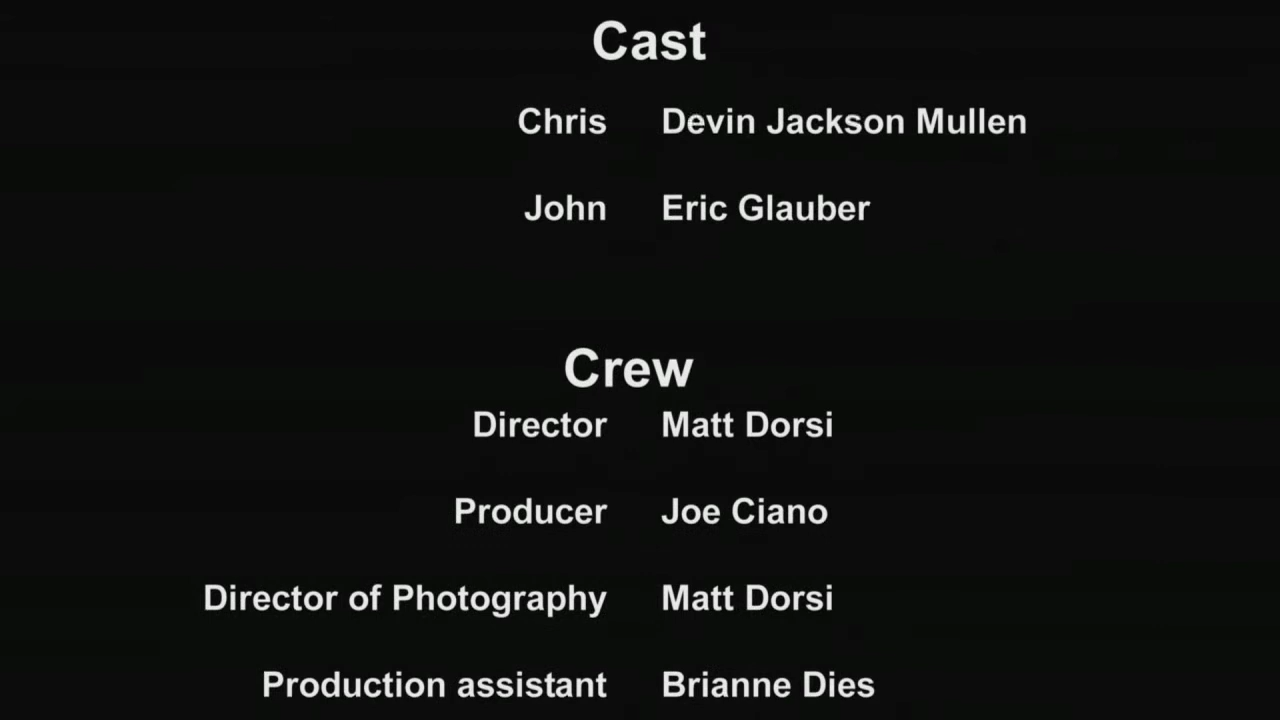 Cast
Chris Devin Jackson Mullen
John Eric Glauber
Crew
Director Matt Dorsi
Producer Joe Ciano
Director of Photography Matt Dorsi
Production assistant Brianne Dies